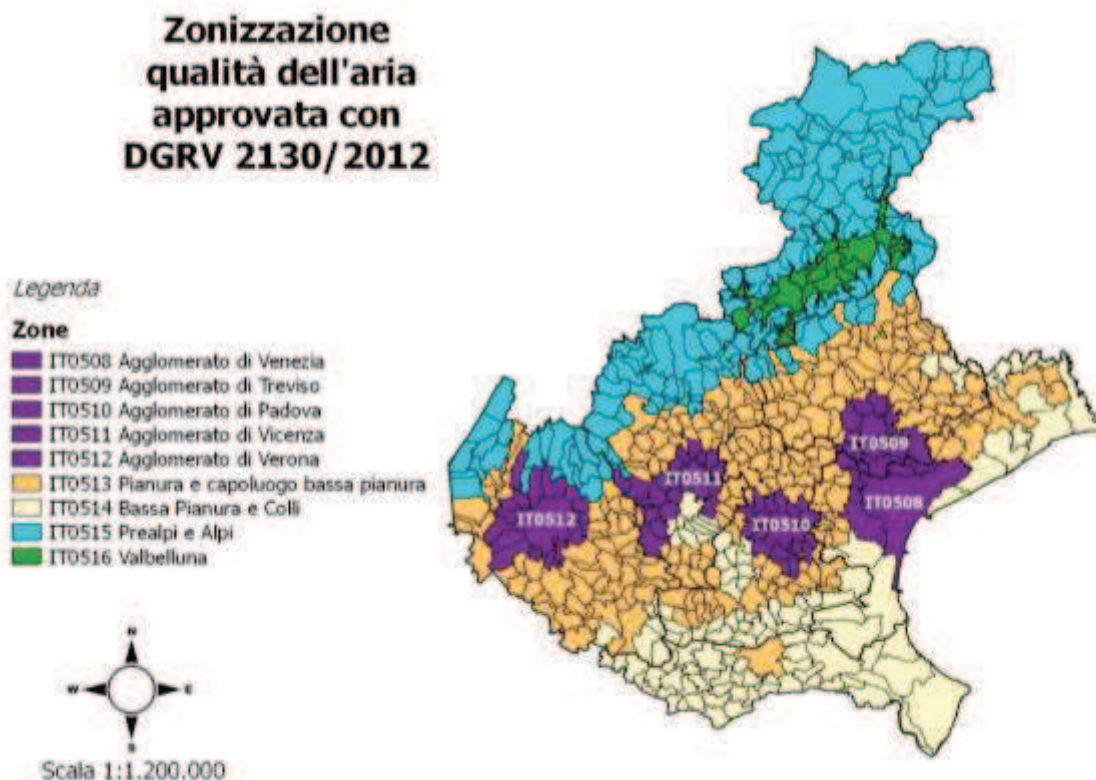 Zonizzazione
qualità dell'aria
approvata con
DGRV 2130/2012
Legenda
Zone
IT0508 Agglomerato di Venezia
IT0509 Agglomerato di Treviso
IT0510 Agglomerato di Padova
IT0511 Agglomerato di Vicenza
IT0512 Agglomerato di Verona
IT0513 Pianura e capoluogo bassa pianura
IT0514 Bassa Pianura e Colli
IT0515 Prealpi e Alpi
IT0516 Valbelluna
IT0509
IT0511
IT0508
IT0512
IT0510
N
W E
S
Scala 1:1.200.000